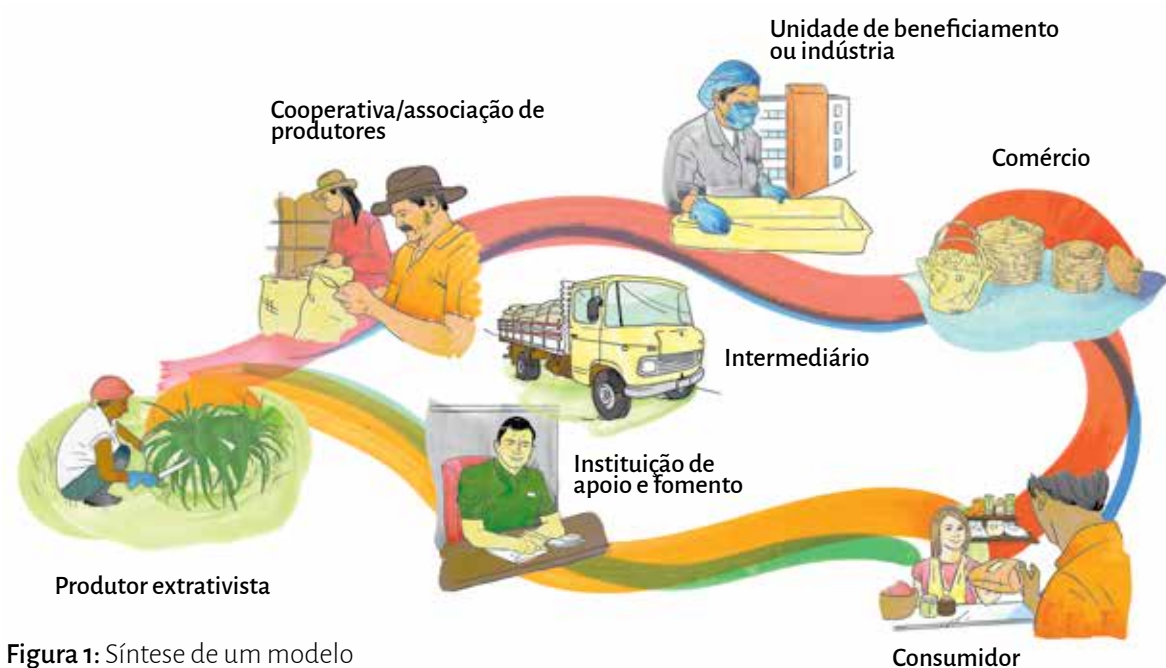 Unidade de beneficiamento
ou indústria
Cooperativa/associação de
produtores
Comércio
Intermediário
Instituição de
apoio e fomento
Produtor extrativista
Consumidor
Figura 1: Síntese de um modelo